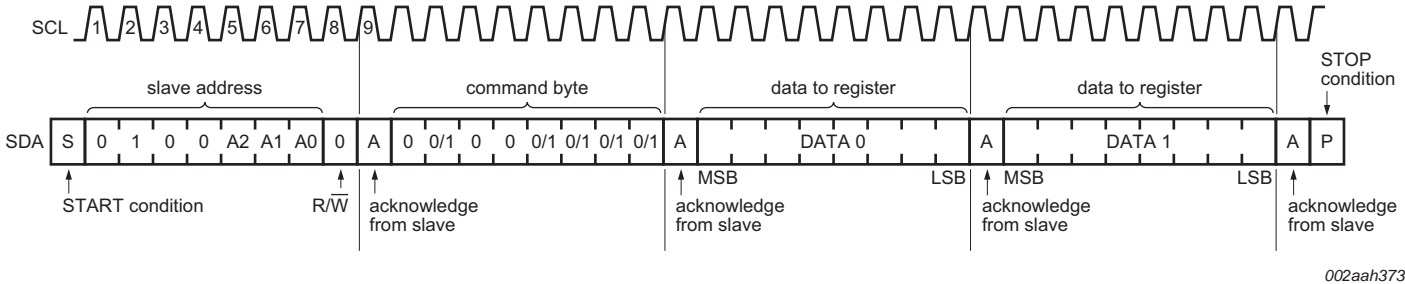 SCL 1 2 3 4 5 6 7 8 9
STOP
condition
slave address command byte data to register data to register
SDA S 0 1 0 0 A2 A1 A0 0 A 0 0/1 0 0 0/1 0/1 0/1 0/1 A DATA 0 A DATA 1 A P
MSB LSB MSB LSB
START condition R/W̅ acknowledge acknowledge acknowledge acknowledge
from slave from slave from slave from slave
002aah373